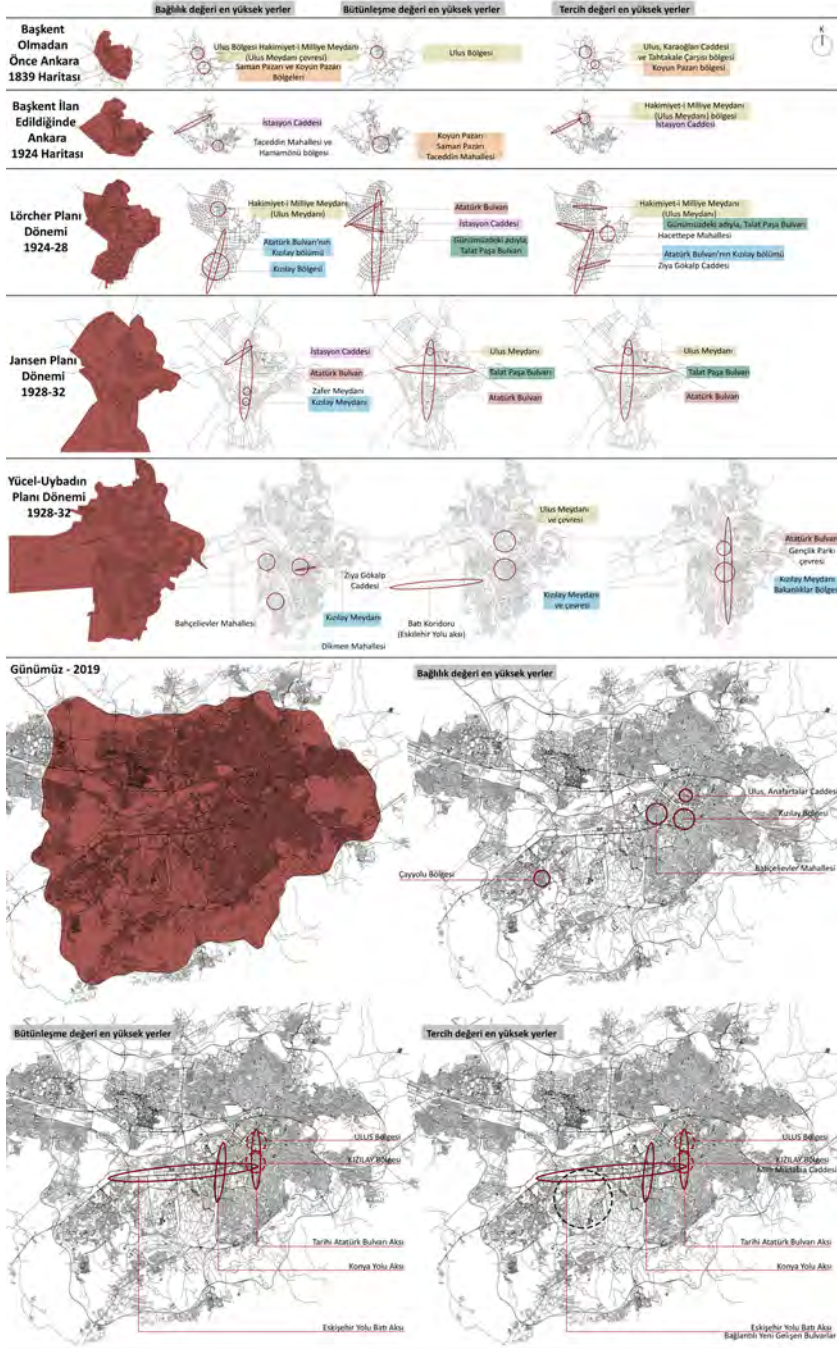 Bağlılık değeri en yüksek yerler
Bütünleşme değeri en yüksek yerler
Tercih değeri en yüksek yerler
Başkent
Olmadan
Önce Ankara
1839 Haritası
Ulus Bölgesi Hakimiyet-i Milliye Meydanı
(Ulus Meydanı çevresi)
Saman Pazarı ve Koyun Pazarı
Bölgeleri
Ulus Bölgesi
Ulus, Karaoğlan Caddesi
ve Tahtakale Çarşısı bölgesi
Koyun Pazarı bölgesi
K
Başkent İlan
Edildiğinde
Ankara
1924 Haritası
İstasyon Caddesi
Taceddin Mahallesi ve
Hamamönü bölgesi
Koyun Pazarı
Saman Pazarı
Taceddin Mahallesi
Hakimiyet-i Milliye Meydanı
(Ulus Meydanı) bölgesi
İstasyon Caddesi
Lörcher Planı
Dönemi
1924-28
Hakimiyet-i Milliye Meydanı
(Ulus Meydanı)
Atatürk Bulvarı'nın
Kızılay bölümü
Kızılay Bölgesi
Atatürk Bulvarı
İstasyon Caddesi
Günümüzdeki adıyla,
Talat Paşa Bulvarı
Hakimiyet-i Milliye Meydanı
(Ulus Meydanı)
Günümüzdeki adıyla, Talat Paşa Bulvarı
Hacettepe Mahallesi
Atatürk Bulvarı'nın Kızılay bölümü
Ziya Gökalp Caddesi
Jansen Planı
Dönemi
1928-32
İstasyon Caddesi
Atatürk Bulvarı
Zafer Meydanı
Kızılay Meydanı
Ulus Meydanı
Talat Paşa Bulvarı
Atatürk Bulvarı
Ulus Meydanı
Talat Paşa Bulvarı
Atatürk Bulvarı
Yücel-Uybadın
Planı Dönemi
1928-32
Bahçelievler Mahallesi
Ziya Gökalp
Caddesi
Kızılay Meydanı
Dikmen Mahallesi
Ulus Meydanı
ve çevresi
Batı Koridoru
(Eskilehir Yolu aksı)
Kızılay Meydanı
ve çevresi
Atatürk Bulvarı
Gençlik Parkı
çevresi
Kızılay Meydanı
Bakanlıklar Bölgesi
Günümüz - 2019
Bağlılık değeri en yüksek yerler
Ulus, Anafartalar Caddesi
Kızılay Bölgesi
Bahçelievler Mahallesi
Çayyolu Bölgesi
Bütünleşme değeri en yüksek yerler
ULUS Bölgesi
KIZILAY Bölgesi
Tarihi Atatürk Bulvarı Aksı
Konya Yolu Aksı
Eskişehir Yolu Batı Aksı
Tercih değeri en yüksek yerler
ULUS Bölgesi
KIZILAY Bölgesi
Caddesi
Tarihi Atatürk Bulvarı Aksı
Konya Yolu Aksı
Eskişehir Yolu Batı Aksı
Bağlantılı Yeni Gelişen Bulvarlar